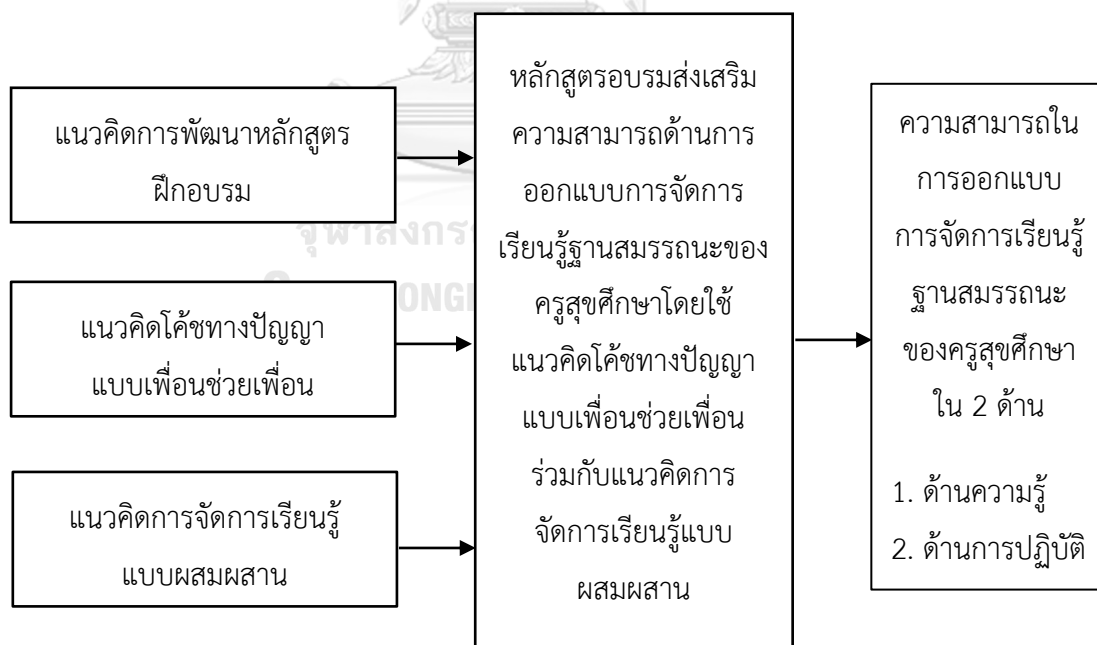 แนวคิดการพัฒนาหลักสูตร
ฝึกอบรม
แนวคิดโค้ชทางปัญญา
แบบเพื่อนช่วยเพื่อน
แนวคิดการจัดการเรียนรู้
แบบผสมผสาน
หลักสูตรอบรมส่งเสริม
ความสามารถด้านการ
ออกแบบการจัดการ
เรียนรู้ฐานสมรรถนะของ
ครูสุขศึกษาโดยใช้
แนวคิดโค้ชทางปัญญา
แบบเพื่อนช่วยเพื่อน
ร่วมกับแนวคิดการ
จัดการเรียนรู้แบบ
ผสมผสาน
ความสามารถใน
การออกแบบ
การจัดการเรียนรู้
ฐานสมรรถนะ
ของครูสุขศึกษา
ใน 2 ด้าน
1. ด้านความรู้
2. ด้านการปฏิบัติ